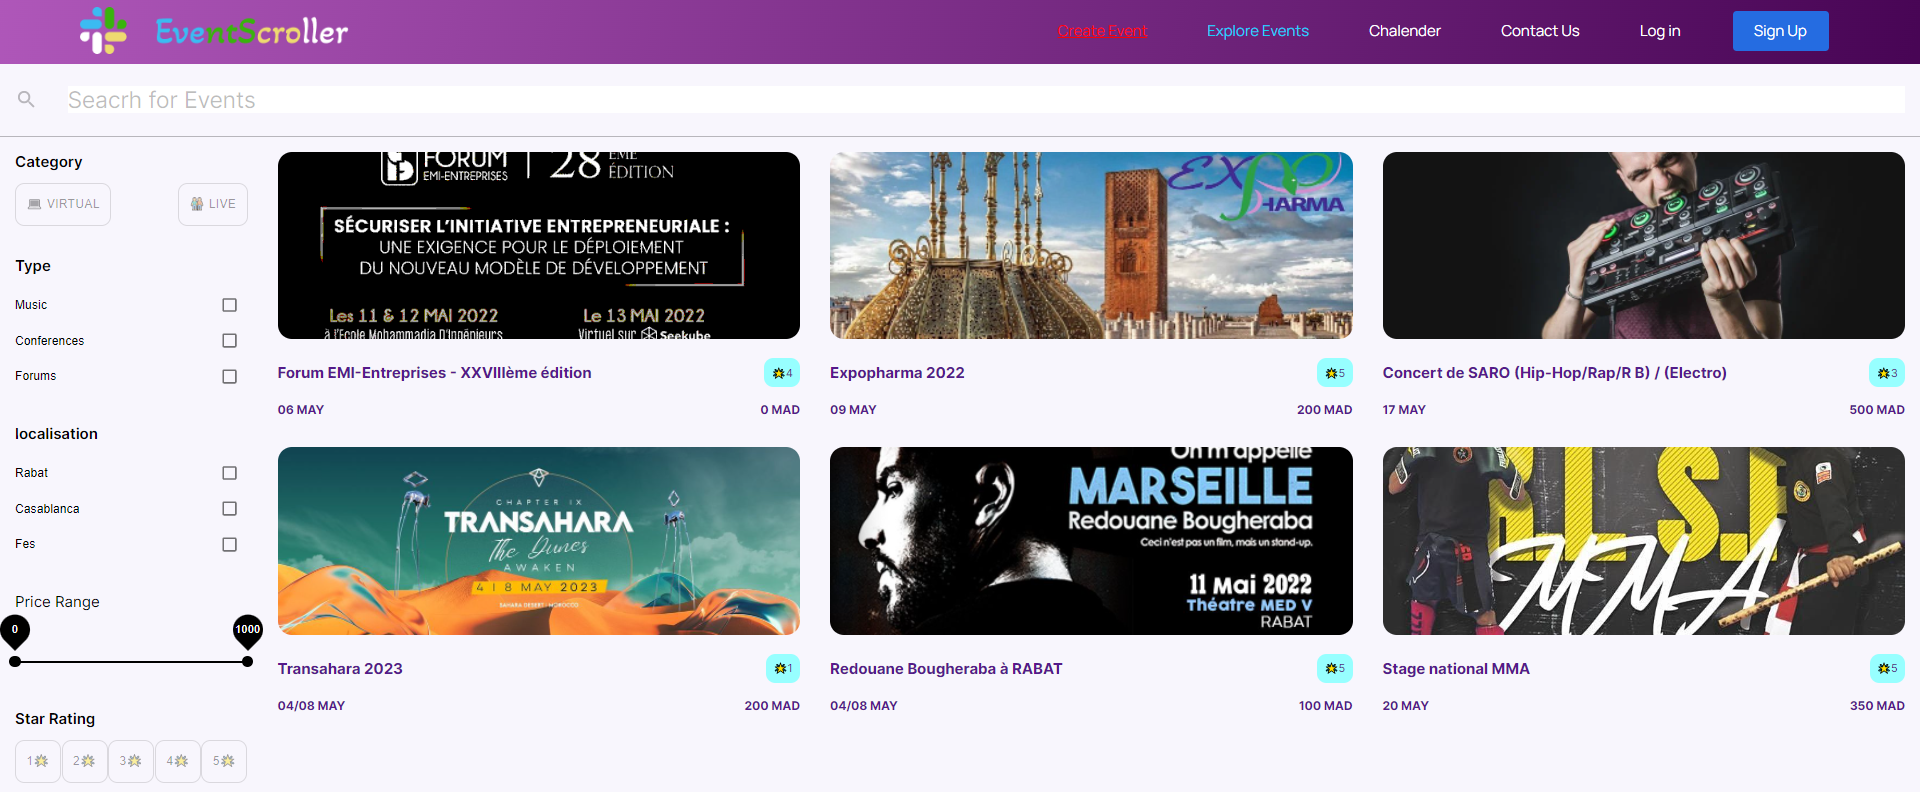 EventScroller
Create Event
Explore Events
Chalender
Contact Us
Log in
Sign Up
Seacrh for Events
Category
VIRTUAL
LIVE
Type
Music
Conferences
Forums
localisation
Rabat
Casablanca
Fes
Price Range
0
1000
Star Rating
1
2
3
4
5
FORUM
EMI-ENTREPRISES
28 ÈME
ÉDITION
SÉCURISER L'INITIATIVE ENTREPRENEURIALE :
UNE EXIGENCE POUR LE DÉPLOIEMENT
DU NOUVEAU MODÈLE DE DÉVELOPPEMENT
Les 11 & 12 MAI 2022
à l'Ecole Mohammadia D'Ingénieurs
Le 13 MAI 2022
Virtuel sur Seekube
Forum EMI-Entreprises - XXVIIIème édition
4
06 MAY
0 MAD
EXPO
PHARMA
Expopharma 2022
5
09 MAY
200 MAD
Concert de SARO (Hip-Hop/Rap/R B) / (Electro)
3
17 MAY
500 MAD
CHAPTER IX
TRANSAHARA
The Dunes
AWAKEN
4 | 8 MAY 2023
SAHARA DESERT · MOROCCO
Transahara 2023
1
04/08 MAY
200 MAD
On m'appelle
MARSEILLE
Redouane Bougheraba
Ceci n'est pas un film, mais un stand-up.
11 Mai 2022
Théatre MED V
RABAT
Redouane Bougheraba à RABAT
5
04/08 MAY
100 MAD
MMA
Stage national MMA
5
20 MAY
350 MAD